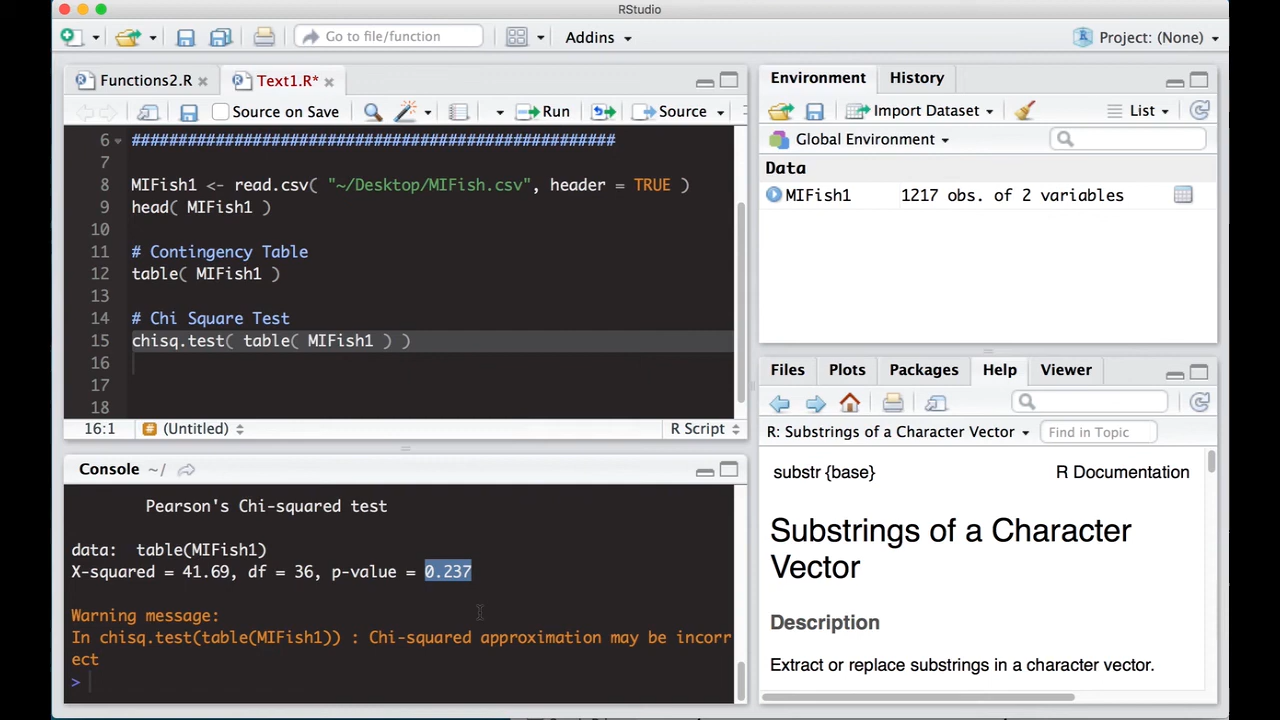 RStudio
Go to file/function
Addins
Project: (None)
Functions2.R
Text1.R*
Source on Save
Run
Source
6 ####################################################
7
8 MIFish1 <- read.csv( "~/Desktop/MIFish.csv", header = TRUE )
9 head( MIFish1 )
10
11 # Contingency Table
12 table( MIFish1 )
13
14 # Chi Square Test
15 chisq.test( table( MIFish1 ) )
16
17
18
16:1 # (Untitled) R Script
Console ~/
Pearson's Chi-squared test
data: table(MIFish1)
X-squared = 41.69, df = 36, p-value = 0.237
Warning message:
In chisq.test(table(MIFish1)) : Chi-squared approximation may be incorr
ect
>
Environment History
Import Dataset List
Global Environment
Data
MIFish1 1217 obs. of 2 variables
Files Plots Packages Help Viewer
R: Substrings of a Character Vector Find in Topic
substr {base} R Documentation
Substrings of a Character
Vector
Description
Extract or replace substrings in a character vector.